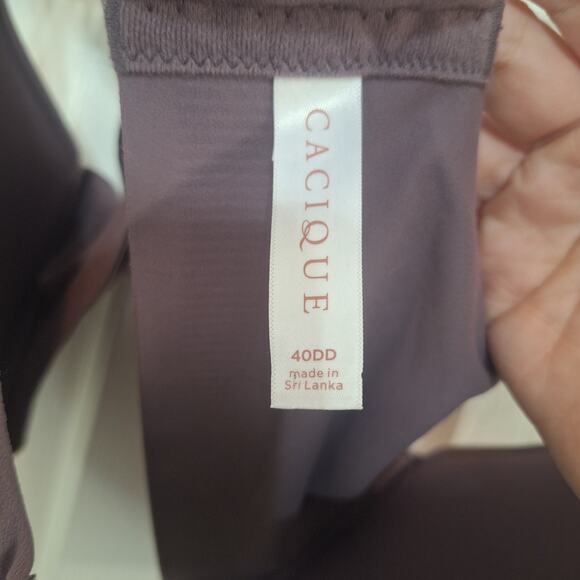 CACIQUE
40DD
made in
Sri Lanka